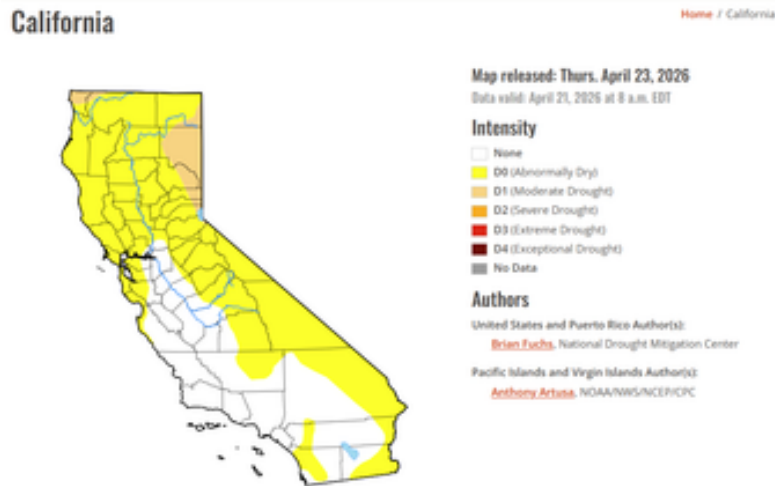 California
Home / California
Map released: Thurs. April 23, 2026
Data valid: April 21, 2026 at 8 a.m. EDT
Intensity
None
D0 (Abnormally Dry)
D1 (Moderate Drought)
D2 (Severe Drought)
D3 (Extreme Drought)
D4 (Exceptional Drought)
No Data
Authors
United States and Puerto Rico Author(s):
Brian Fuchs, National Drought Mitigation Center
Pacific Islands and Virgin Islands Author(s):
Anthony Artusa, NOAA/NWS/NCEP/CPC